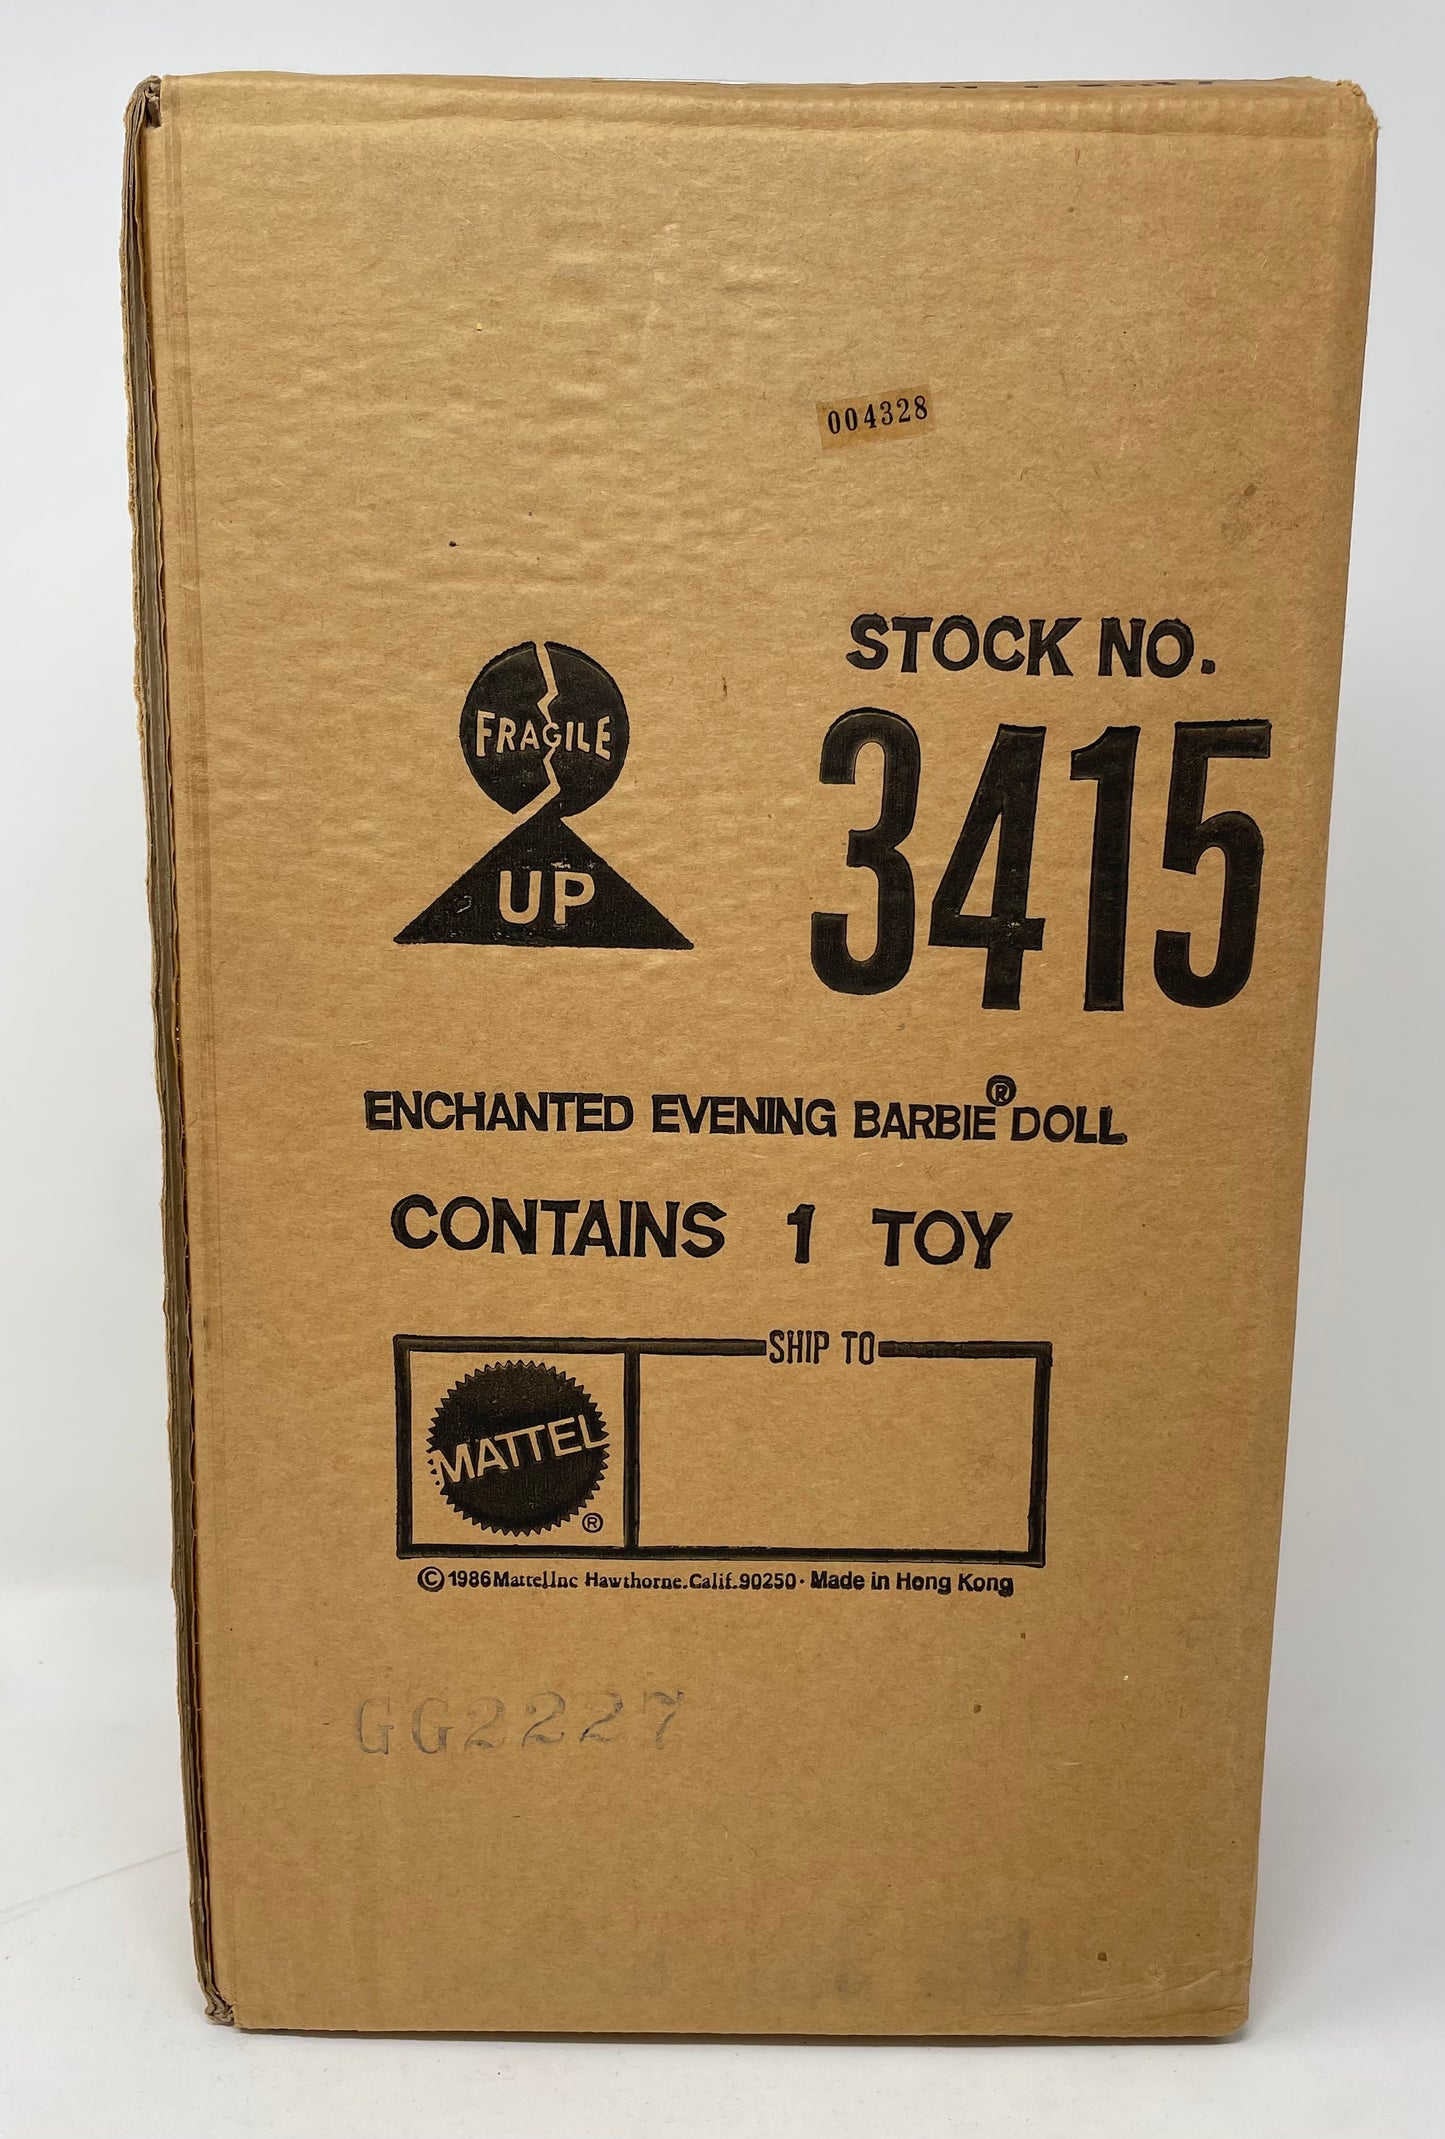 004328
STOCK NO.
3415
FRAGILE
UP
ENCHANTED EVENING BARBIE® DOLL
CONTAINS 1 TOY
SHIP TO
MATTEL
®
© 1986 Mattel Inc Hawthorne. Calif. 90250 · Made in Hong Kong
GG2227